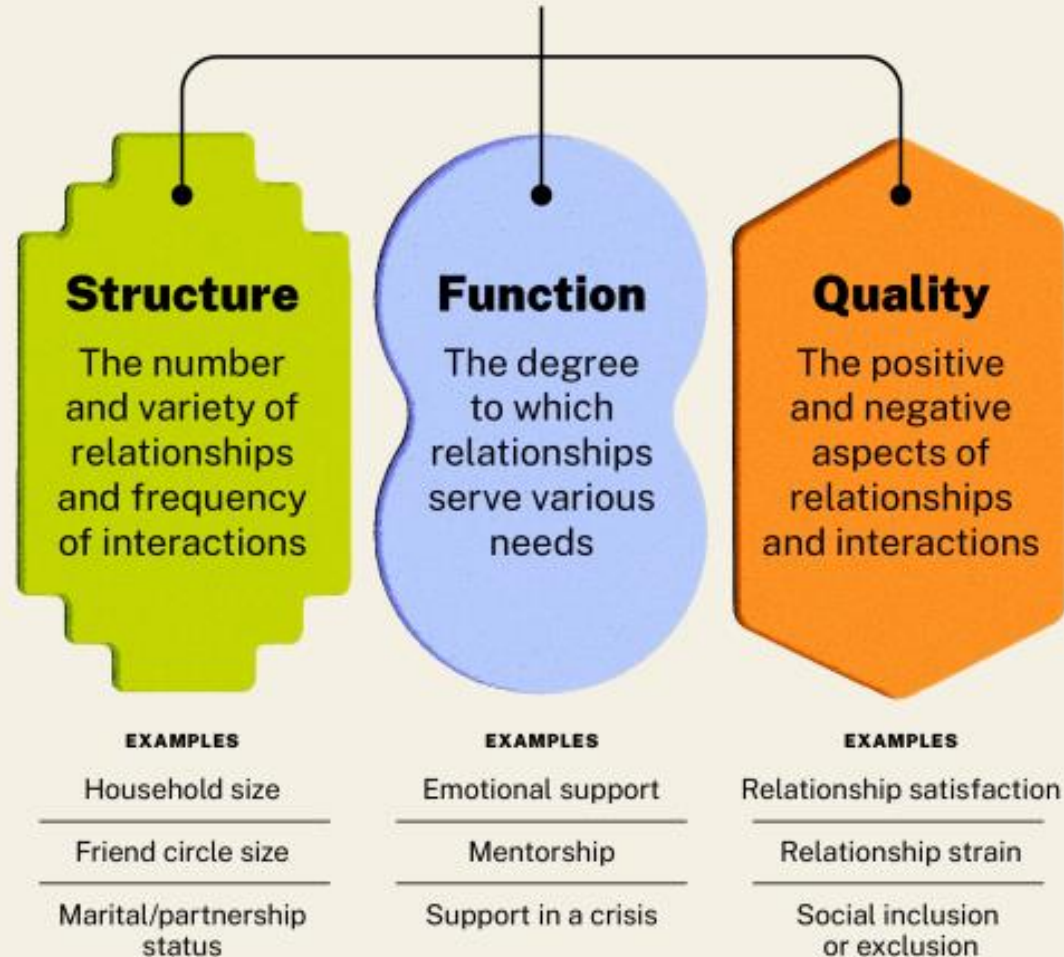 Structure
The number
and variety of
relationships
and frequency
of interactions
EXAMPLES
Household size
Friend circle size
Marital/partnership
status
Function
The degree
to which
relationships
serve various
needs
EXAMPLES
Emotional support
Mentorship
Support in a crisis
Quality
The positive
and negative
aspects of
relationships
and interactions
EXAMPLES
Relationship satisfaction
Relationship strain
Social inclusion
or exclusion